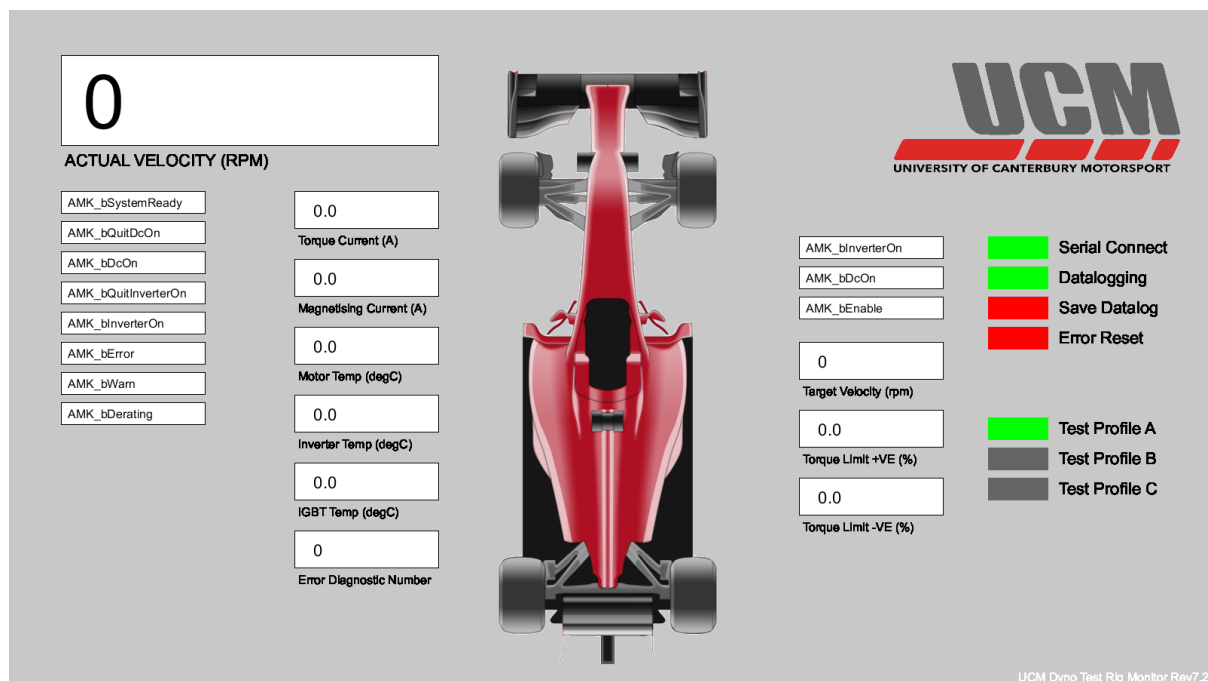 0
ACTUAL VELOCITY (RPM)
AMK_bSystemReady
AMK_bQuitDcOn
AMK_bDcOn
AMK_bQuitInverterOn
AMK_bInverterOn
AMK_bError
AMK_bWarn
AMK_bDerating
0.0
Torque Current (A)
0.0
Magnetising Current (A)
0.0
Motor Temp (degC)
0.0
Inverter Temp (degC)
0.0
IGBT Temp (degC)
0
Error Diagnostic Number
UCM
UNIVERSITY OF CANTERBURY MOTORSPORT
AMK_bInverterOn
AMK_bDcOn
AMK_bEnable
0
Target Velocity (rpm)
0.0
Torque Limit +VE (%)
0.0
Torque Limit -VE (%)
Serial Connect
Datalogging
Save Datalog
Error Reset
Test Profile A
Test Profile B
Test Profile C
UCM Dyno Test Rig Monitor Rev7.2